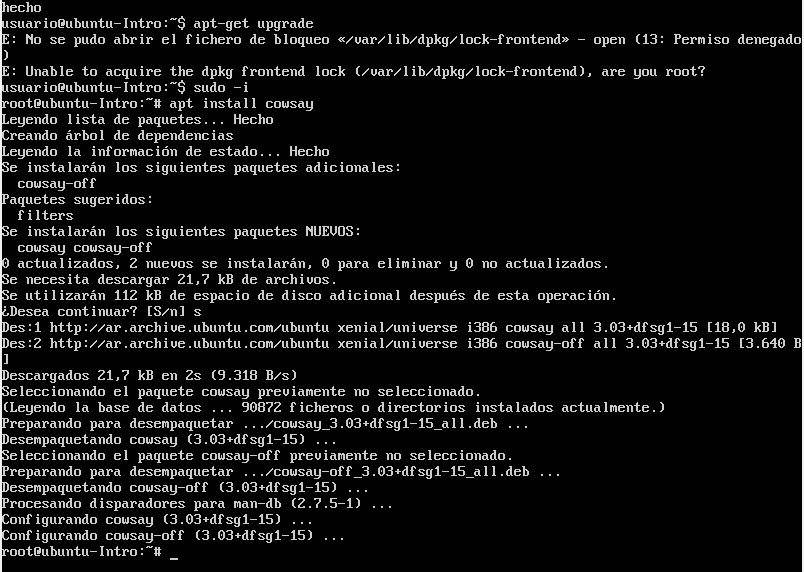 hecho
usuario@ubuntu-Intro:~$ apt-get upgrade
E: No se pudo abrir el fichero de bloqueo «/var/lib/dpkg/lock-frontend» - open (13: Permiso denegado
)
E: Unable to acquire the dpkg frontend lock (/var/lib/dpkg/lock-frontend), are you root?
usuario@ubuntu-Intro:~$ sudo -i
root@ubuntu-Intro:~# apt install cowsay
Leyendo lista de paquetes... Hecho
Creando árbol de dependencias
Leyendo la información de estado... Hecho
Se instalarán los siguientes paquetes adicionales:
  cowsay-off
Paquetes sugeridos:
  filters
Se instalarán los siguientes paquetes NUEVOS:
  cowsay cowsay-off
0 actualizados, 2 nuevos se instalarán, 0 para eliminar y 0 no actualizados.
Se necesita descargar 21,7 kB de archivos.
Se utilizarán 112 kB de espacio de disco adicional después de esta operación.
¿Desea continuar? [S/n] s
Des:1 http://ar.archive.ubuntu.com/ubuntu xenial/universe i386 cowsay all 3.03+dfsg1-15 [18,0 kB]
Des:2 http://ar.archive.ubuntu.com/ubuntu xenial/universe i386 cowsay-off all 3.03+dfsg1-15 [3.640 B
]
Descargados 21,7 kB en 2s (9.318 B/s)
Seleccionando el paquete cowsay previamente no seleccionado.
(Leyendo la base de datos ... 90872 ficheros o directorios instalados actualmente.)
Preparando para desempaquetar .../cowsay_3.03+dfsg1-15_all.deb ...
Desempaquetando cowsay (3.03+dfsg1-15) ...
Seleccionando el paquete cowsay-off previamente no seleccionado.
Preparando para desempaquetar .../cowsay-off_3.03+dfsg1-15_all.deb ...
Desempaquetando cowsay-off (3.03+dfsg1-15) ...
Procesando disparadores para man-db (2.7.5-1) ...
Configurando cowsay (3.03+dfsg1-15) ...
Configurando cowsay-off (3.03+dfsg1-15) ...
root@ubuntu-Intro:~# _